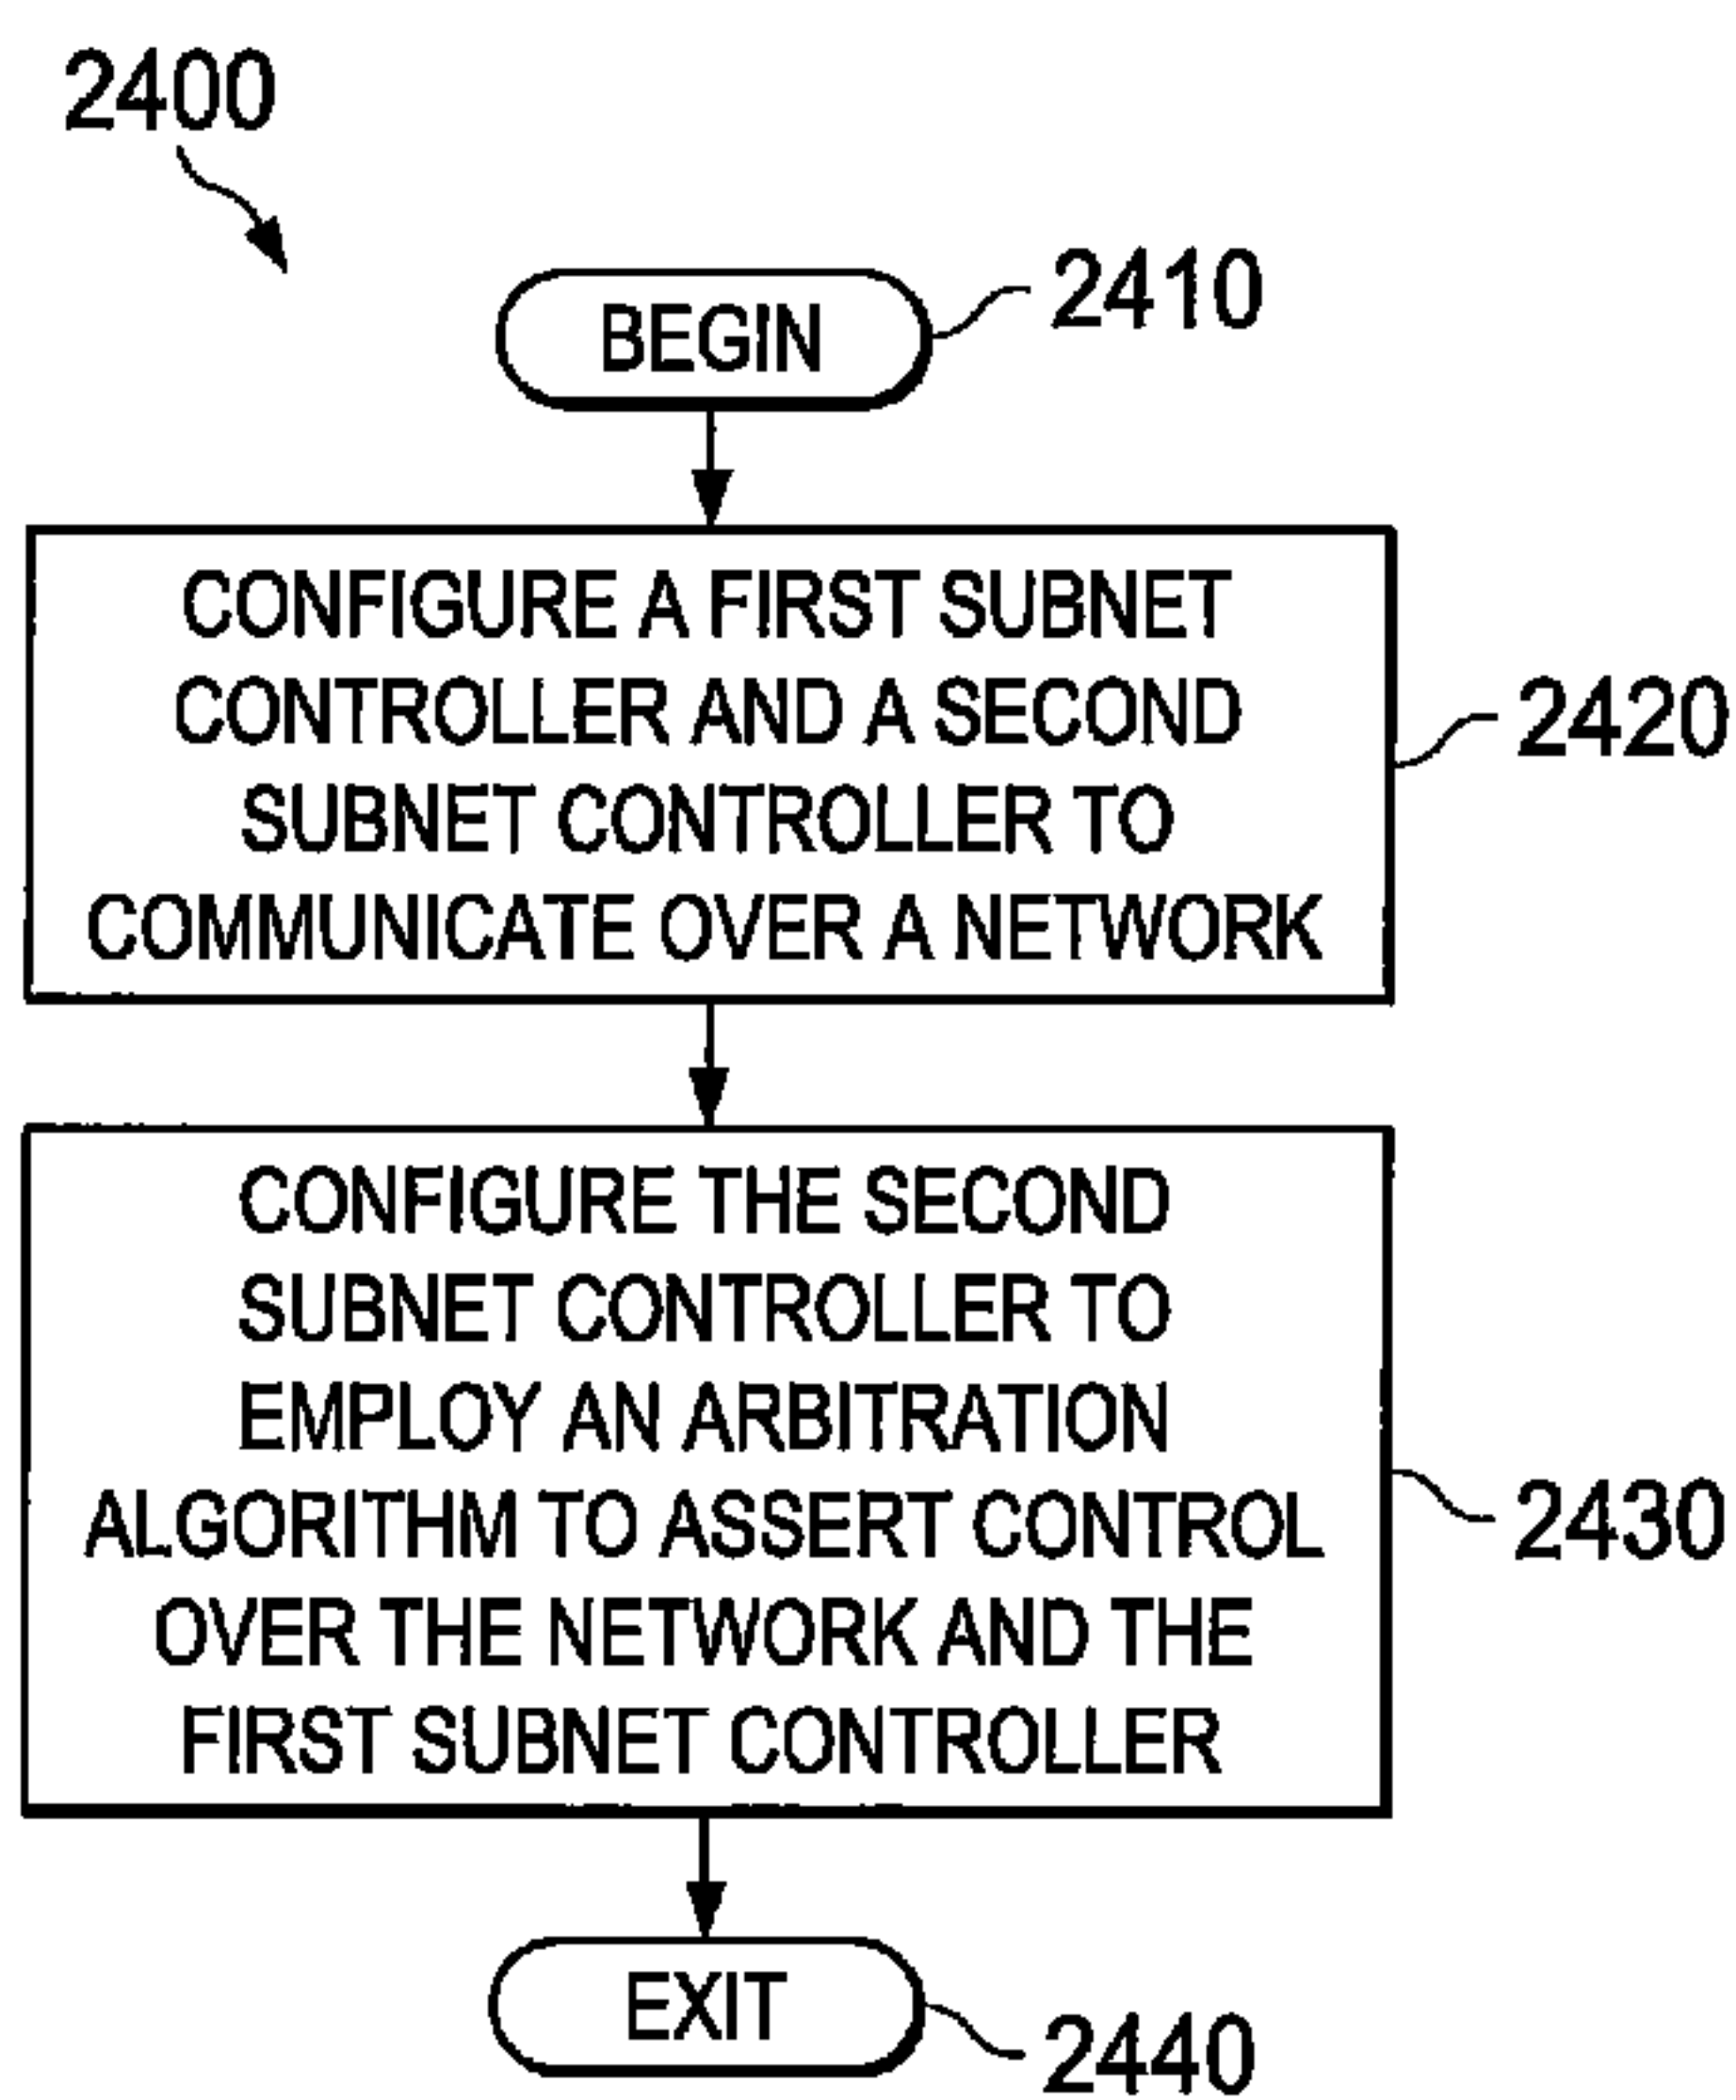 2400
BEGIN
2410
CONFIGURE A FIRST SUBNET
CONTROLLER AND A SECOND
SUBNET CONTROLLER TO
COMMUNICATE OVER A NETWORK
2420
CONFIGURE THE SECOND
SUBNET CONTROLLER TO
EMPLOY AN ARBITRATION
ALGORITHM TO ASSERT CONTROL
OVER THE NETWORK AND THE
FIRST SUBNET CONTROLLER
2430
EXIT
2440